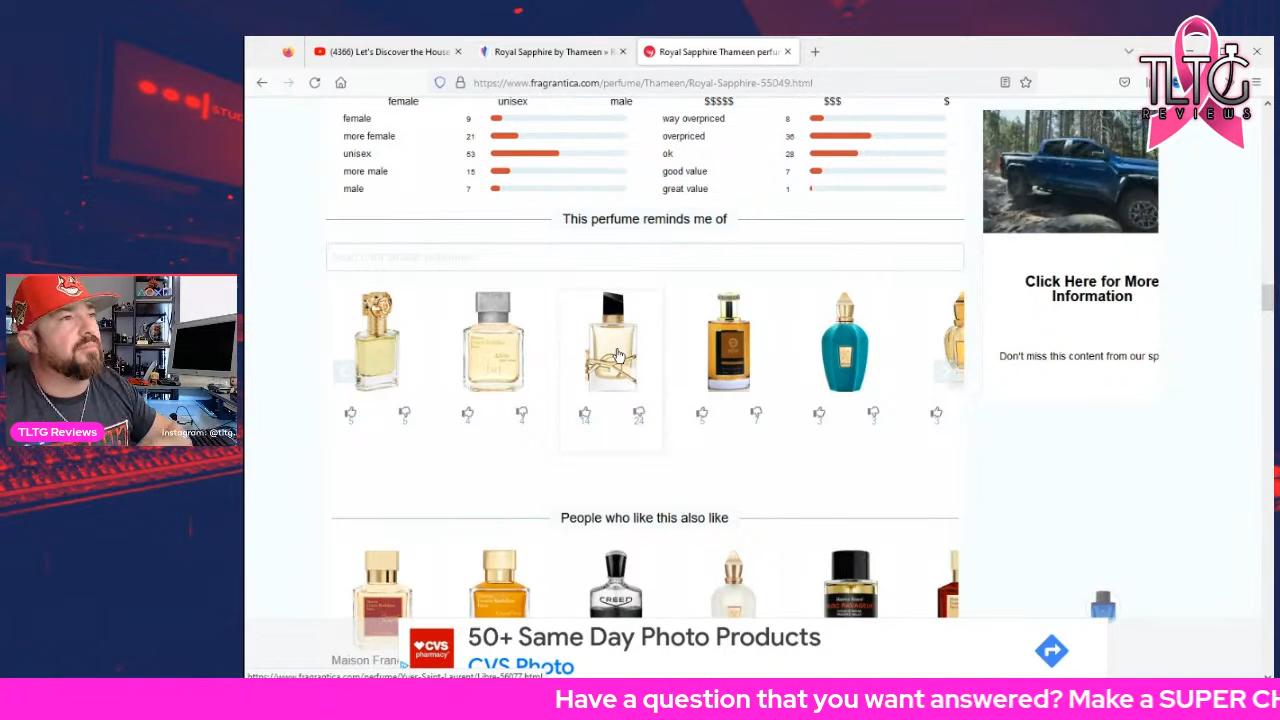 (4366) Let's Discover the House
Royal Sapphire by Thameen »
Royal Sapphire Thameen perfu
https://www.fragrantica.com/perfume/Thameen/Royal-Sapphire-55049.html
TLTG
REVIEWS
female unisex male $$$$$ $$$ $
female 9 way overpriced 8
more female 21 overpriced 36
unisex 53 ok 28
more male 15 good value 7
male 7 great value 1
This perfume reminds me of
Click Here for More
Information
Don't miss this content from our sp
5 5 4 4 14 24 5 7 3 3 3
TLTG Reviews
Instagram: @tltg.
People who like this also like
CREED
Maison Fran
CVS
pharmacy
50+ Same Day Photo Products
CVS Photo
https://www.fragrantica.com/perfume/Yves-Saint-Laurent/Libre-56077.html
Have a question that you want answered? Make a SUPER CH